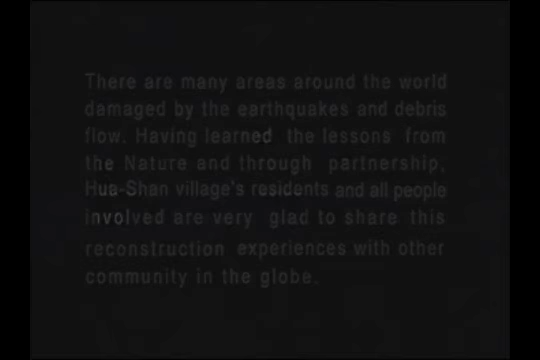 There are many areas around the world
damaged by the earthquakes and debris
flow. Having learned the lessons from
the Nature and through partnership,
Hua-Shan village's residents and all people
involved are very glad to share this
reconstruction experiences with other
community in the globe.